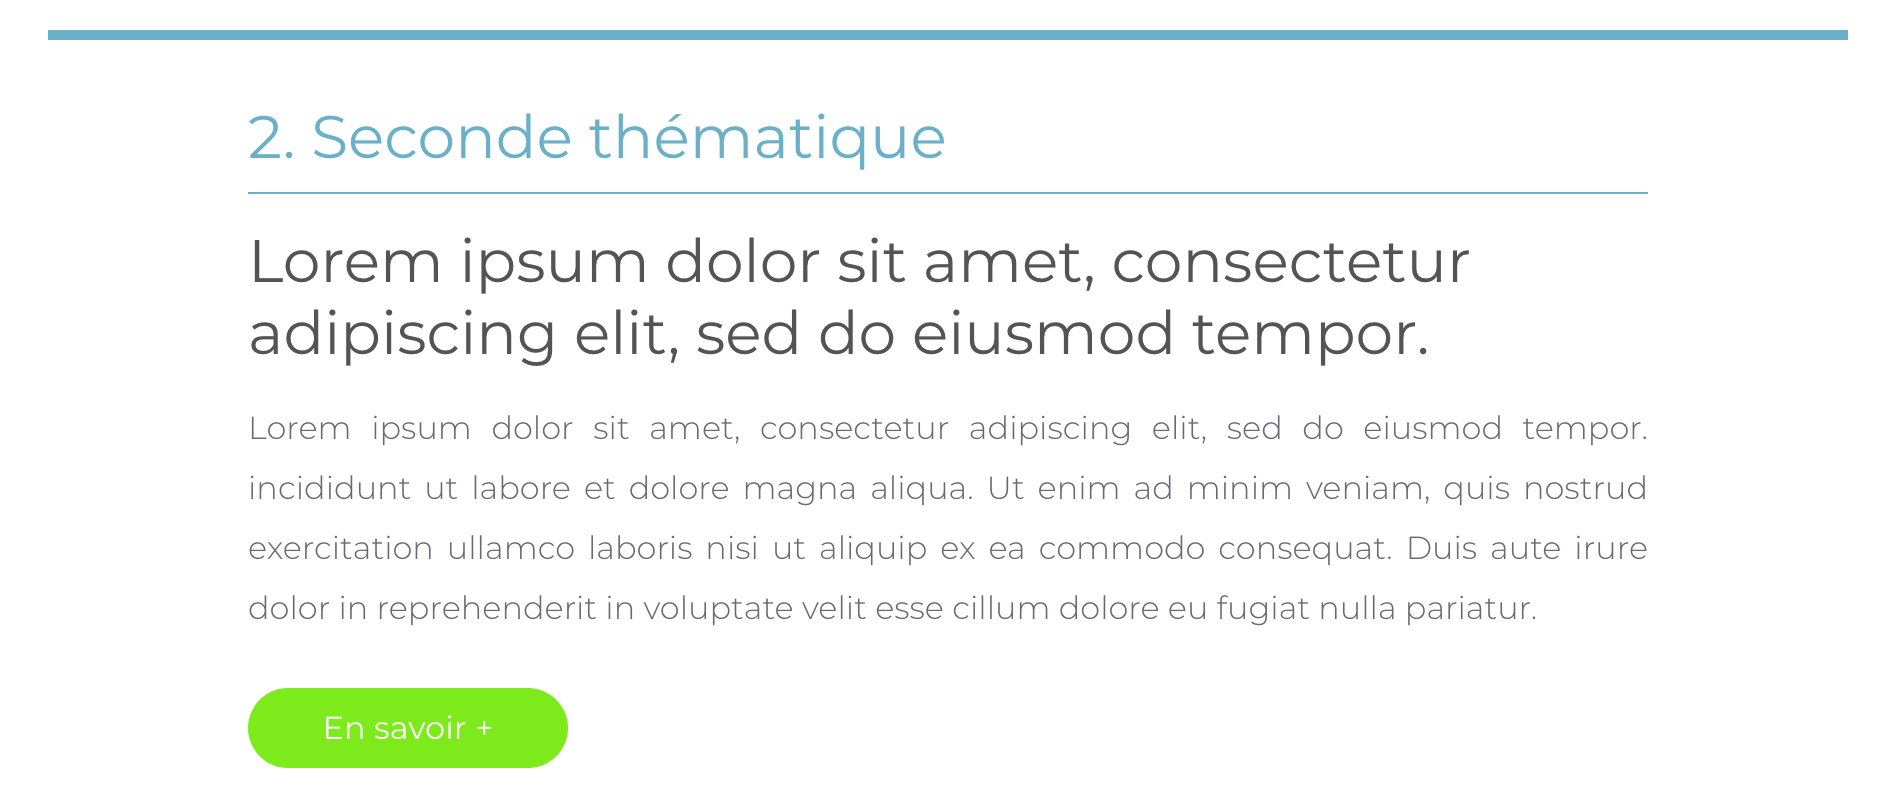 2. Seconde thématique
Lorem ipsum dolor sit amet, consectetur
adipiscing elit, sed do eiusmod tempor.
Lorem ipsum dolor sit amet, consectetur adipiscing elit, sed do eiusmod tempor.
incididunt ut labore et dolore magna aliqua. Ut enim ad minim veniam, quis nostrud
exercitation ullamco laboris nisi ut aliquip ex ea commodo consequat. Duis aute irure
dolor in reprehenderit in voluptate velit esse cillum dolore eu fugiat nulla pariatur.
En savoir +